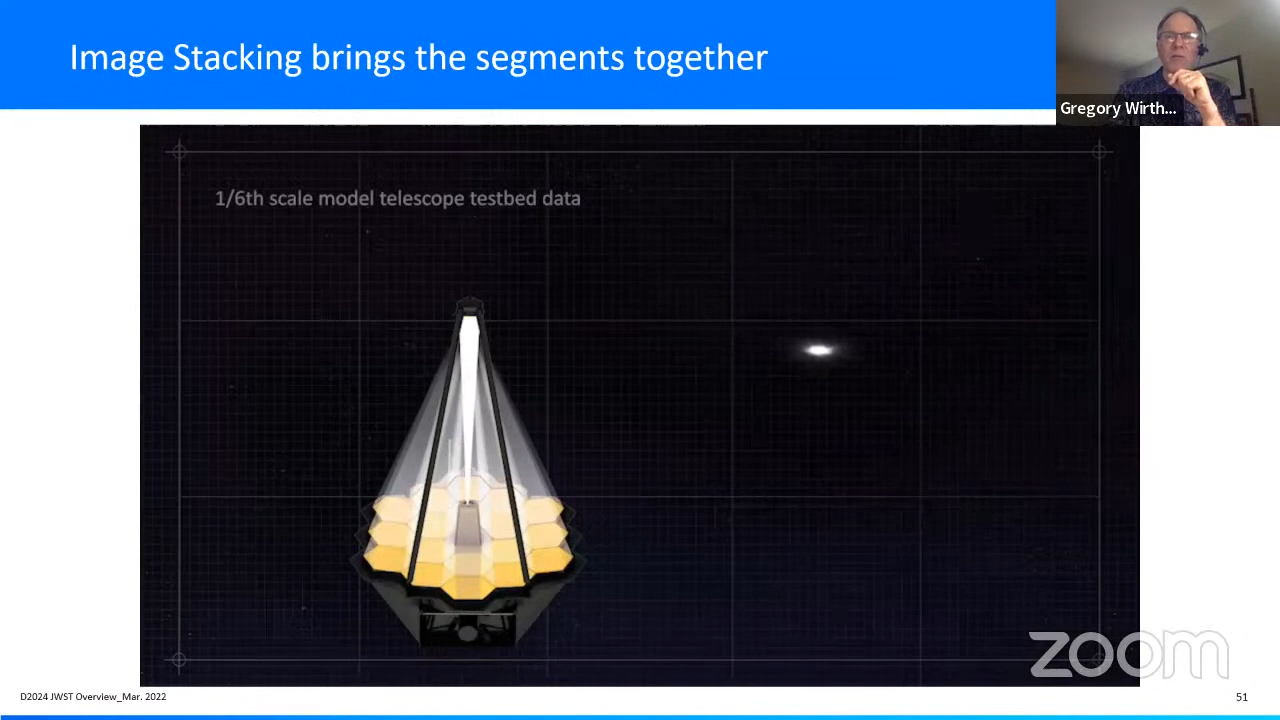 Image Stacking brings the segments together
Gregory Wirth...
1/6th scale model telescope testbed data
zoom
D2024 JWST Overview_Mar. 2022
51